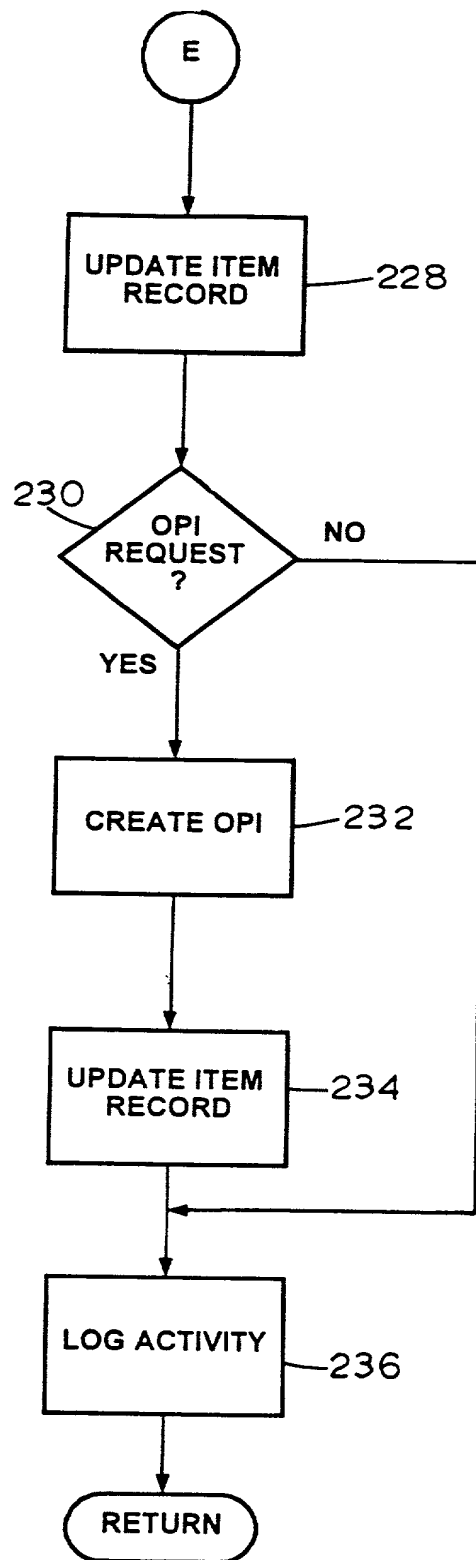 E
UPDATE ITEM
RECORD
228
230
OPI
REQUEST
?
NO
YES
CREATE OPI
232
UPDATE ITEM
RECORD
234
LOG ACTIVITY
236
RETURN